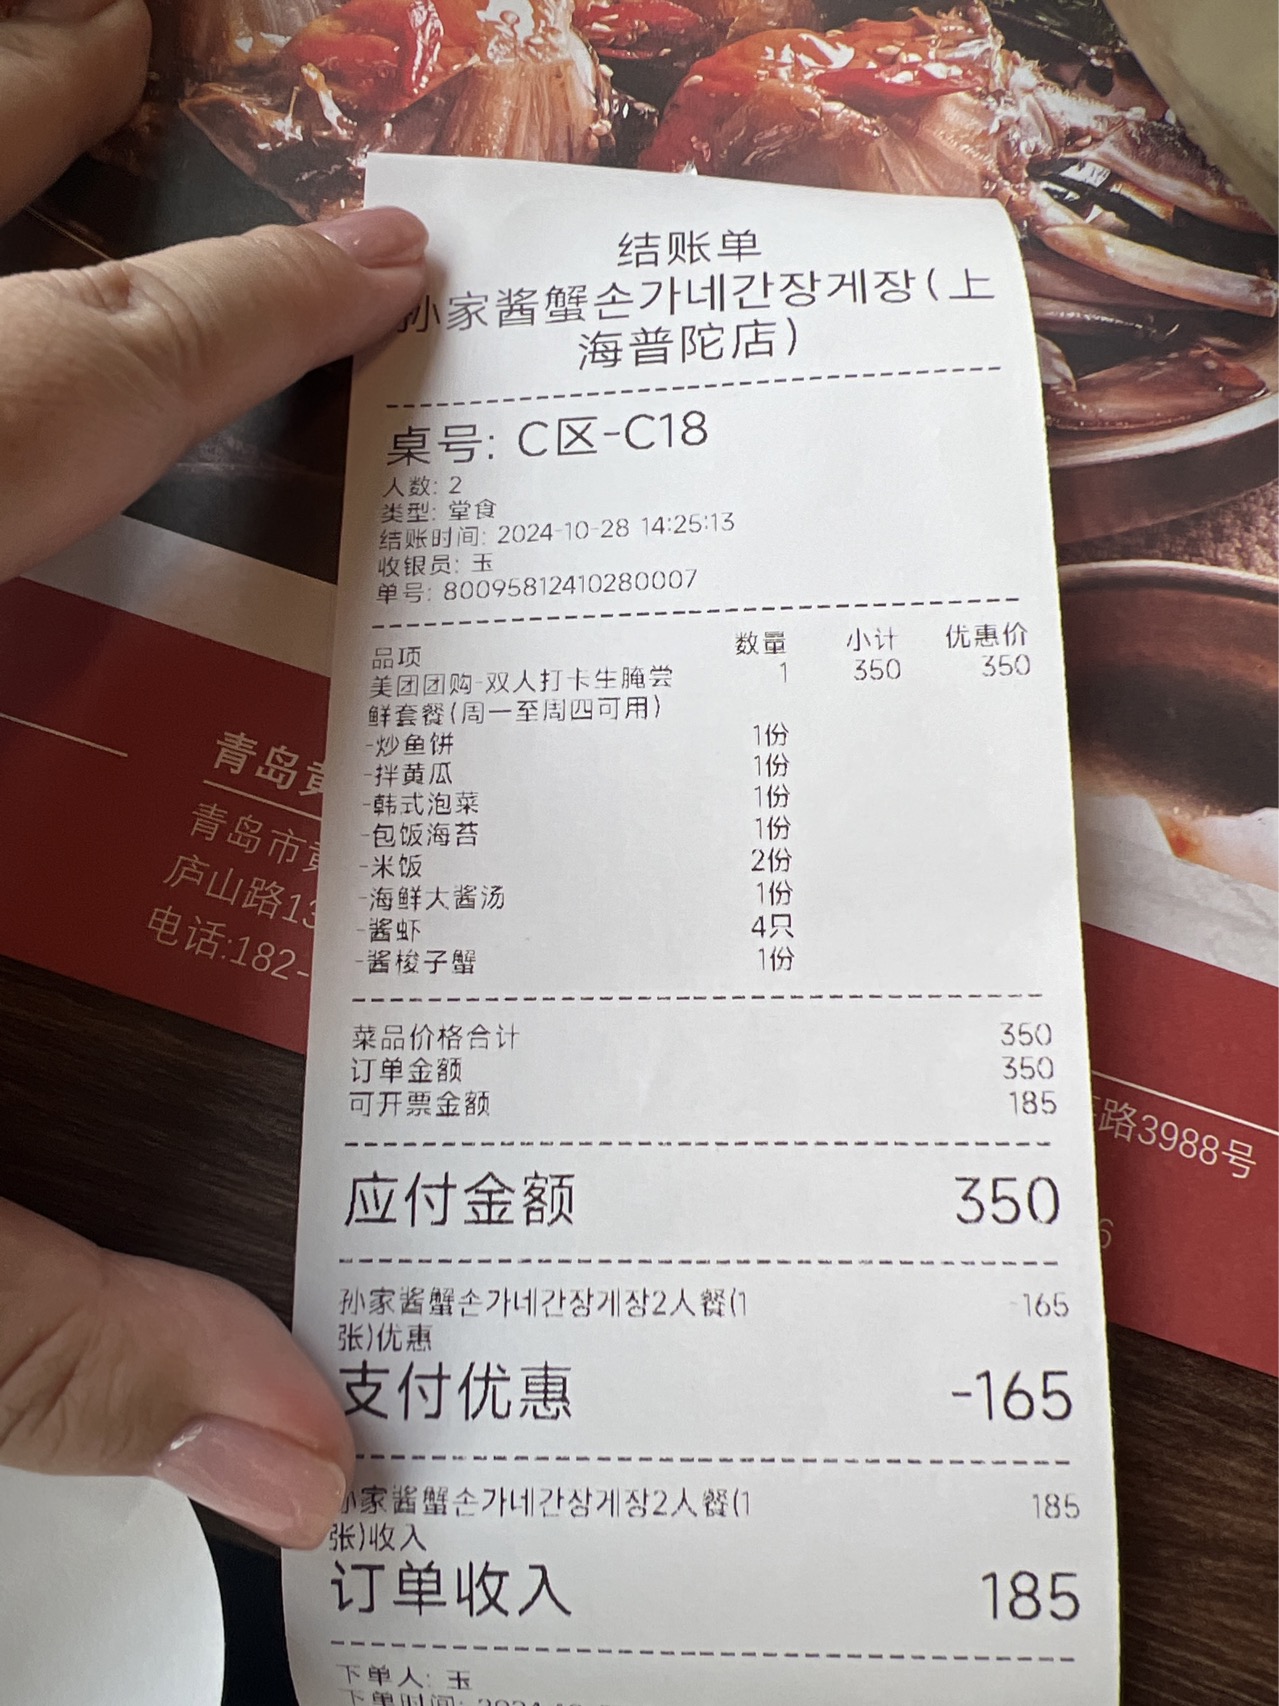 结账单
孙家酱蟹손가네간장게장(上
海普陀店)
桌号: C区-C18
人数: 2
类型: 堂食
结账时间: 2024-10-28 14:25:13
收银员: 玉
单号: 80095812410280007
品项 数量 小计 优惠价
美团团购-双人打卡生腌尝 1 350 350
鲜套餐(周一至周四可用)
-炒鱼饼 1份
-拌黄瓜 1份
-韩式泡菜 1份
-包饭海苔 1份
-米饭 2份
-海鲜大酱汤 1份
-酱虾 4只
-酱梭子蟹 1份
菜品价格合计 350
订单金额 350
可开票金额 185
应付金额 350
孙家酱蟹손가네간장게장2人餐(1 -165
张)优惠
支付优惠 -165
孙家酱蟹손가네간장게장2人餐(1 185
张)收入
订单收入 185
下单人: 玉
下单时间: 2024
青岛黄
青岛市黄
庐山路13
电话:182-
路3988号
6